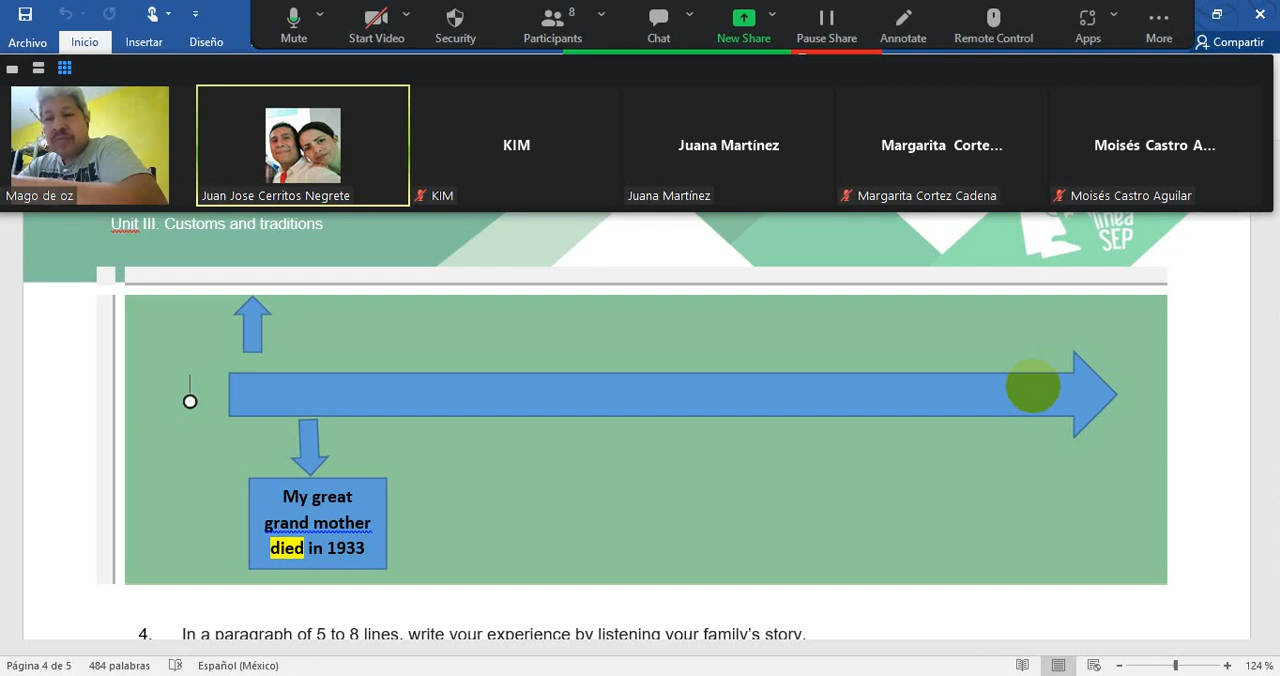 Archivo
Inicio
Insertar
Diseño
Mute
Start Video
Security
Participants
8
Chat
New Share
Pause Share
Annotate
Remote Control
Apps
More
Compartir
KIM
Juana Martínez
Margarita Corte...
Moisés Castro A...
Mago de oz
Juan Jose Cerritos Negrete
KIM
Juana Martínez
Margarita Cortez Cadena
Moisés Castro Aguilar
Unit III. Customs and traditions
línea
SEP
My great
grand mother
died in 1933
4. In a paragraph of 5 to 8 lines, write your experience by listening your family's story.
Página 4 de 5
484 palabras
Español (México)
124 %